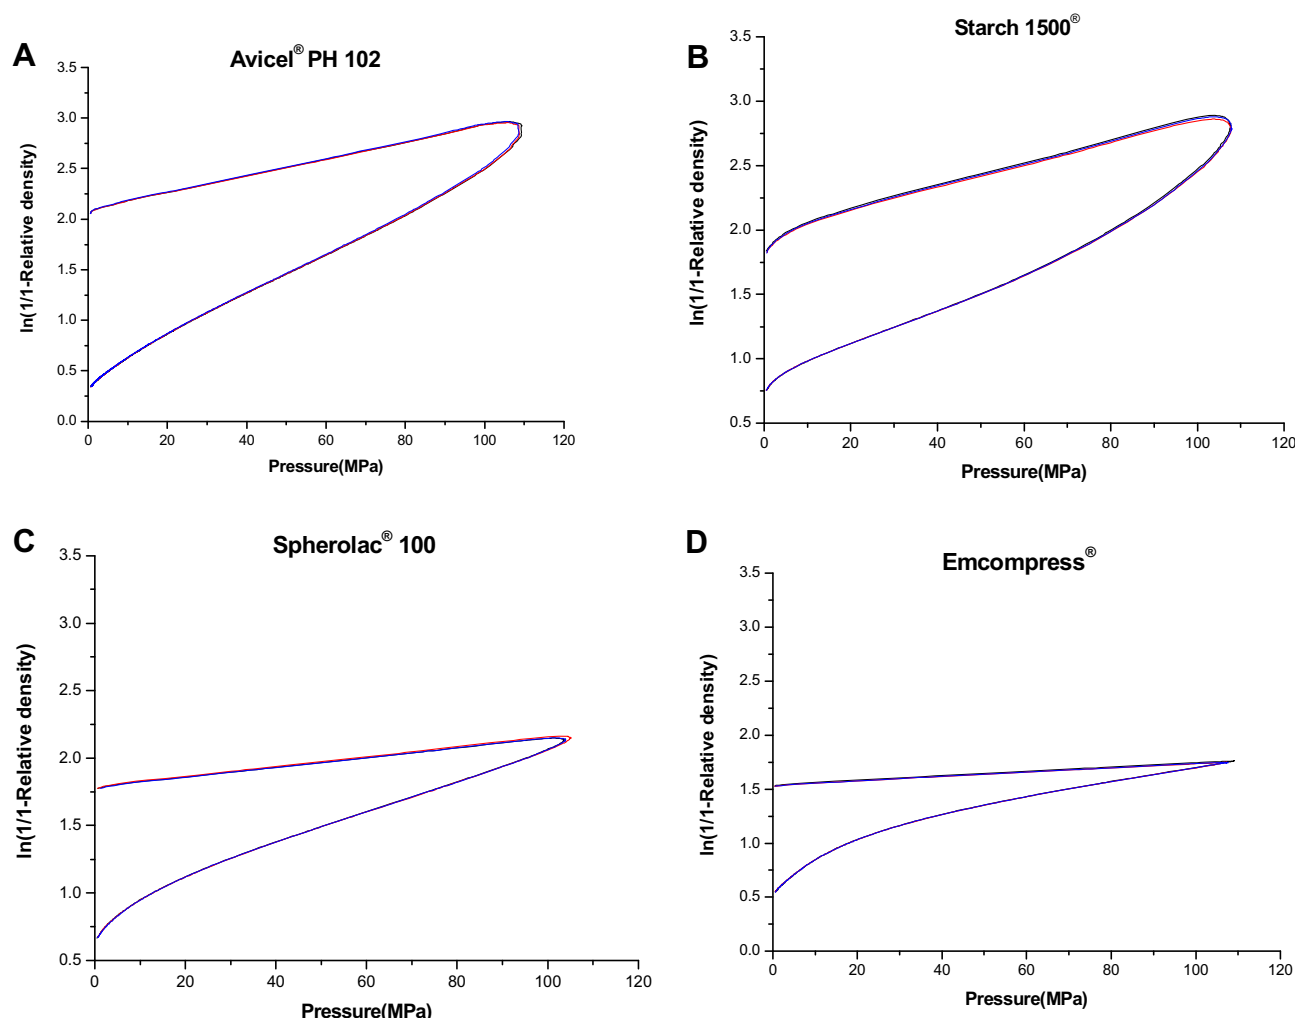 A
Avicel® PH 102
3.5
3.0
2.5
2.0
1.5
1.0
0.5
0.0
ln(1/1-Relative density)
0 20 40 60 80 100 120
Pressure(MPa)
B
Starch 1500®
3.5
3.0
2.5
2.0
1.5
1.0
0.5
ln(1/1-Relative density)
0 20 40 60 80 100 120
Pressure(MPa)
C
Spherolac® 100
3.5
3.0
2.5
2.0
1.5
1.0
0.5
ln(1/1-Relative density)
0 20 40 60 80 100 120
Pressure(MPa)
D
Emcompress®
3.5
3.0
2.5
2.0
1.5
1.0
0.5
0.0
ln(1/1-Relative density)
0 20 40 60 80 100 120
Pressure(MPa)